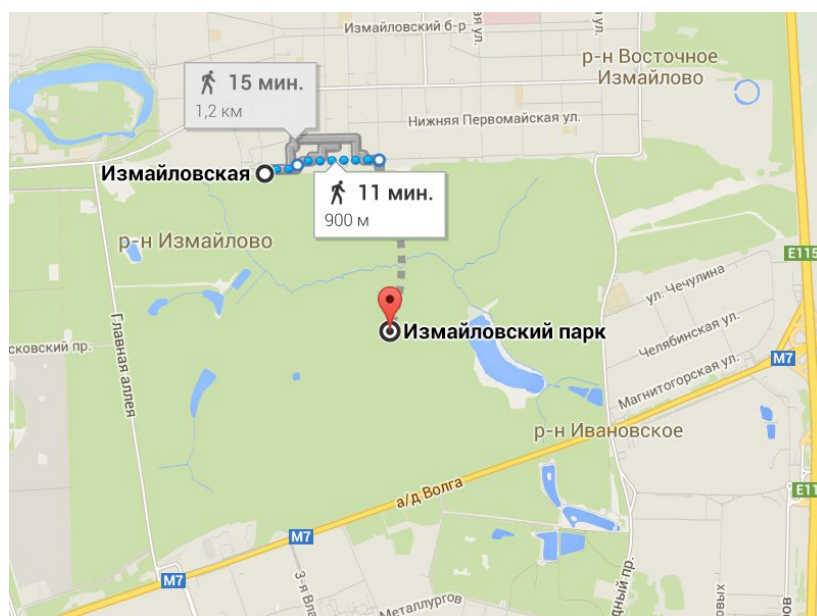 Измайловский б-р
р-н Восточное
Измайлово
15 мин.
1,2 км
Нижняя Первомайская ул.
Измайловская
11 мин.
900 м
р-н Измайлово
E115
ул. Чечулина
Измайловский парк
Челябинская ул.
Главная аллея
M7
Магнитогорская ул.
р-н Ивановское
а/д Волга
M7
M7
Металлургов